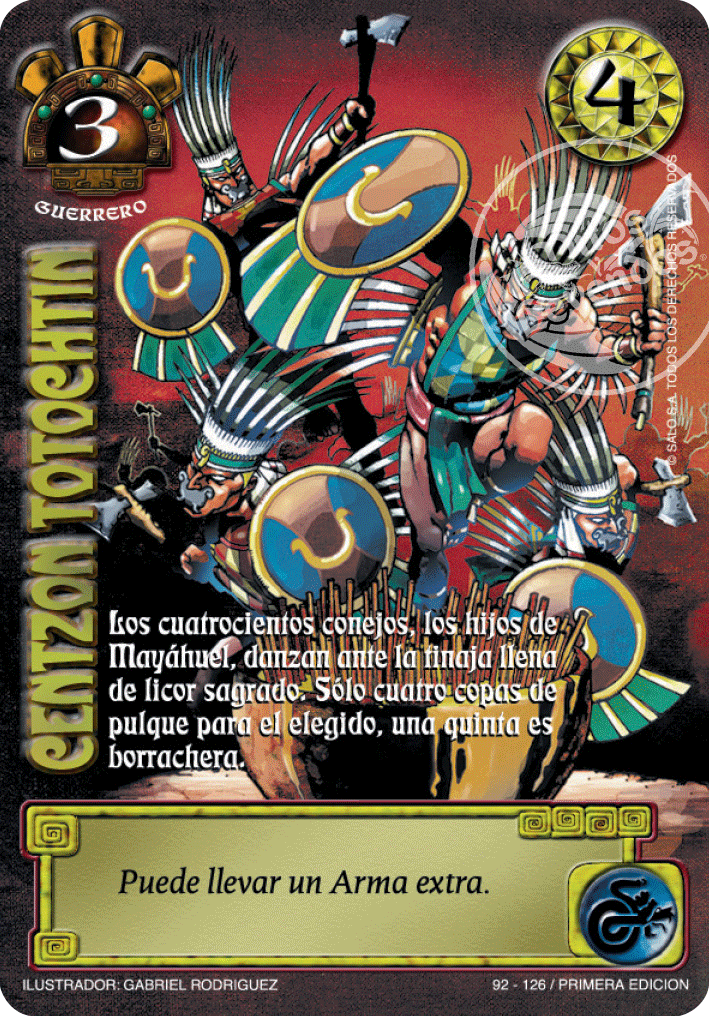 3
4
GUERRERO
CENTZON TOTOCHTIN
© SALO S.A. TODOS LOS DERECHOS RESERVADOS
Los cuatrocientos conejos, los hijos de
Mayáhuel, danzan ante la tinaja llena
de licor sagrado. Sólo cuatro copas de
pulque para el elegido, una quinta es
borrachera.
Puede llevar un Arma extra.
ILUSTRADOR: GABRIEL RODRIGUEZ
92 - 126 / PRIMERA EDICION